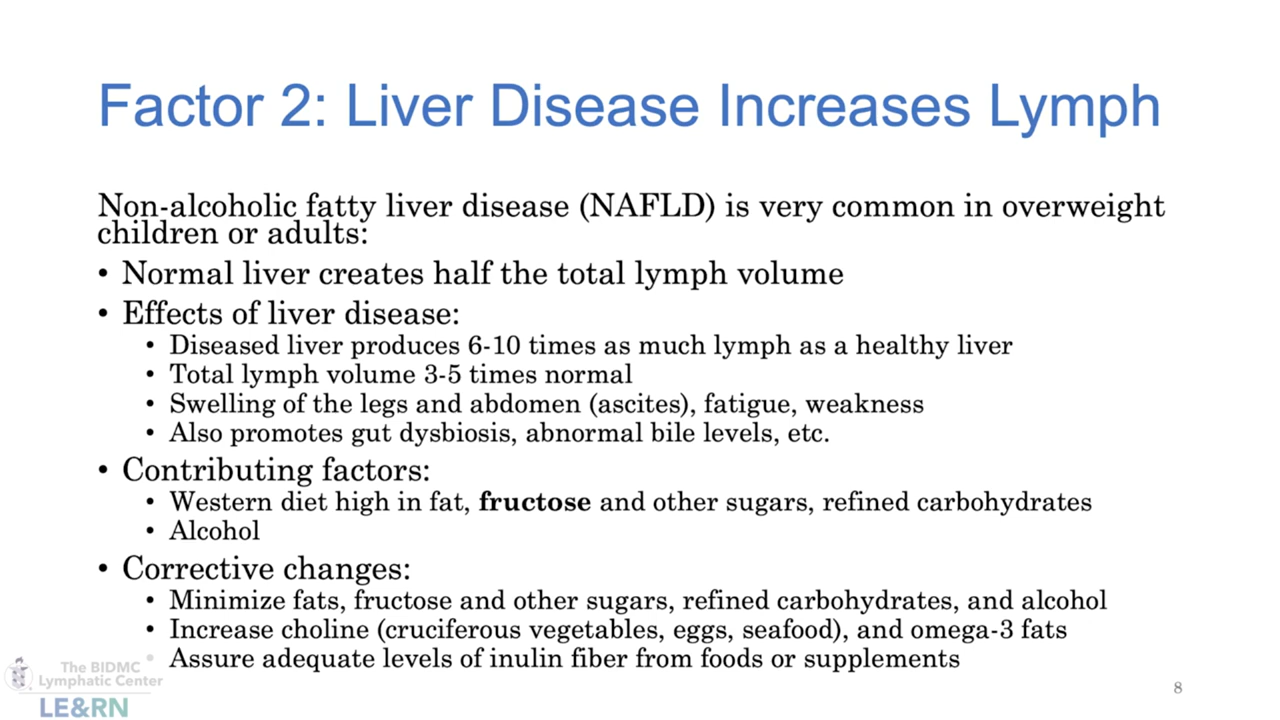 Factor 2: Liver Disease Increases Lymph
Non-alcoholic fatty liver disease (NAFLD) is very common in overweight
children or adults:
• Normal liver creates half the total lymph volume
• Effects of liver disease:
• Diseased liver produces 6-10 times as much lymph as a healthy liver
• Total lymph volume 3-5 times normal
• Swelling of the legs and abdomen (ascites), fatigue, weakness
• Also promotes gut dysbiosis, abnormal bile levels, etc.
• Contributing factors:
• Western diet high in fat, fructose and other sugars, refined carbohydrates
• Alcohol
• Corrective changes:
• Minimize fats, fructose and other sugars, refined carbohydrates, and alcohol
• Increase choline (cruciferous vegetables, eggs, seafood), and omega-3 fats
• Assure adequate levels of inulin fiber from foods or supplements
The BIDMC
Lymphatic Center
LE&RN
8